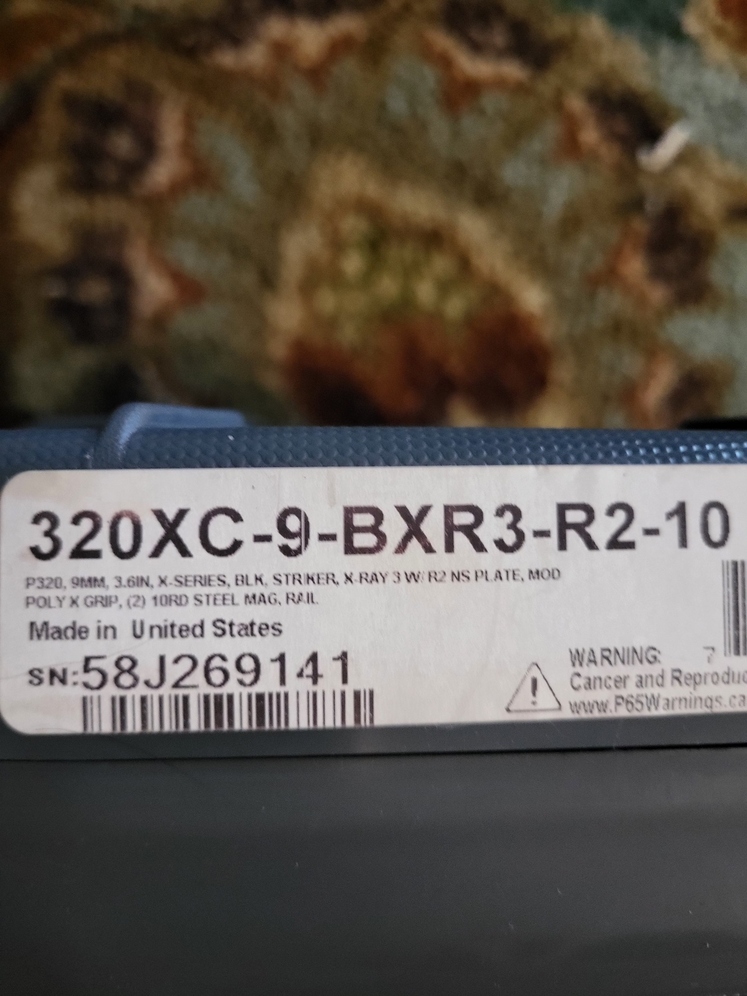 320XC-9-BXR3-R2-10
P320, 9MM, 3.6IN, X-SERIES, BLK, STRIKER, X-RAY 3 W/ R2 NS PLATE, MOD
POLY X GRIP, (2) 10RD STEEL MAG, RAIL
Made in United States
SN:58J269141
WARNING: 7
Cancer and Reproduc
www.P65Warnings.ca